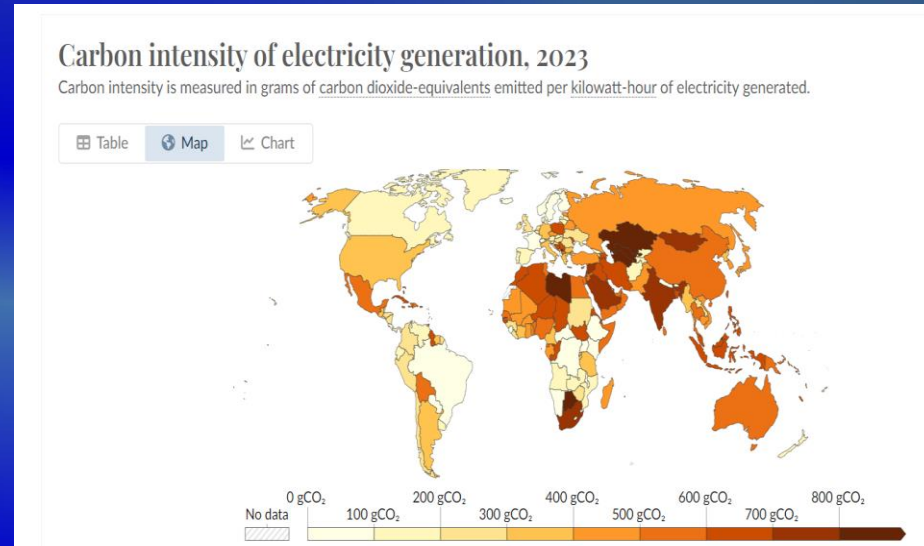 Carbon intensity of electricity generation, 2023
Carbon intensity is measured in grams of carbon dioxide-equivalents emitted per kilowatt-hour of electricity generated.
Table Map Chart
0 gCO₂ 200 gCO₂ 400 gCO₂ 600 gCO₂ 800 gCO₂
No data 100 gCO₂ 300 gCO₂ 500 gCO₂ 700 gCO₂